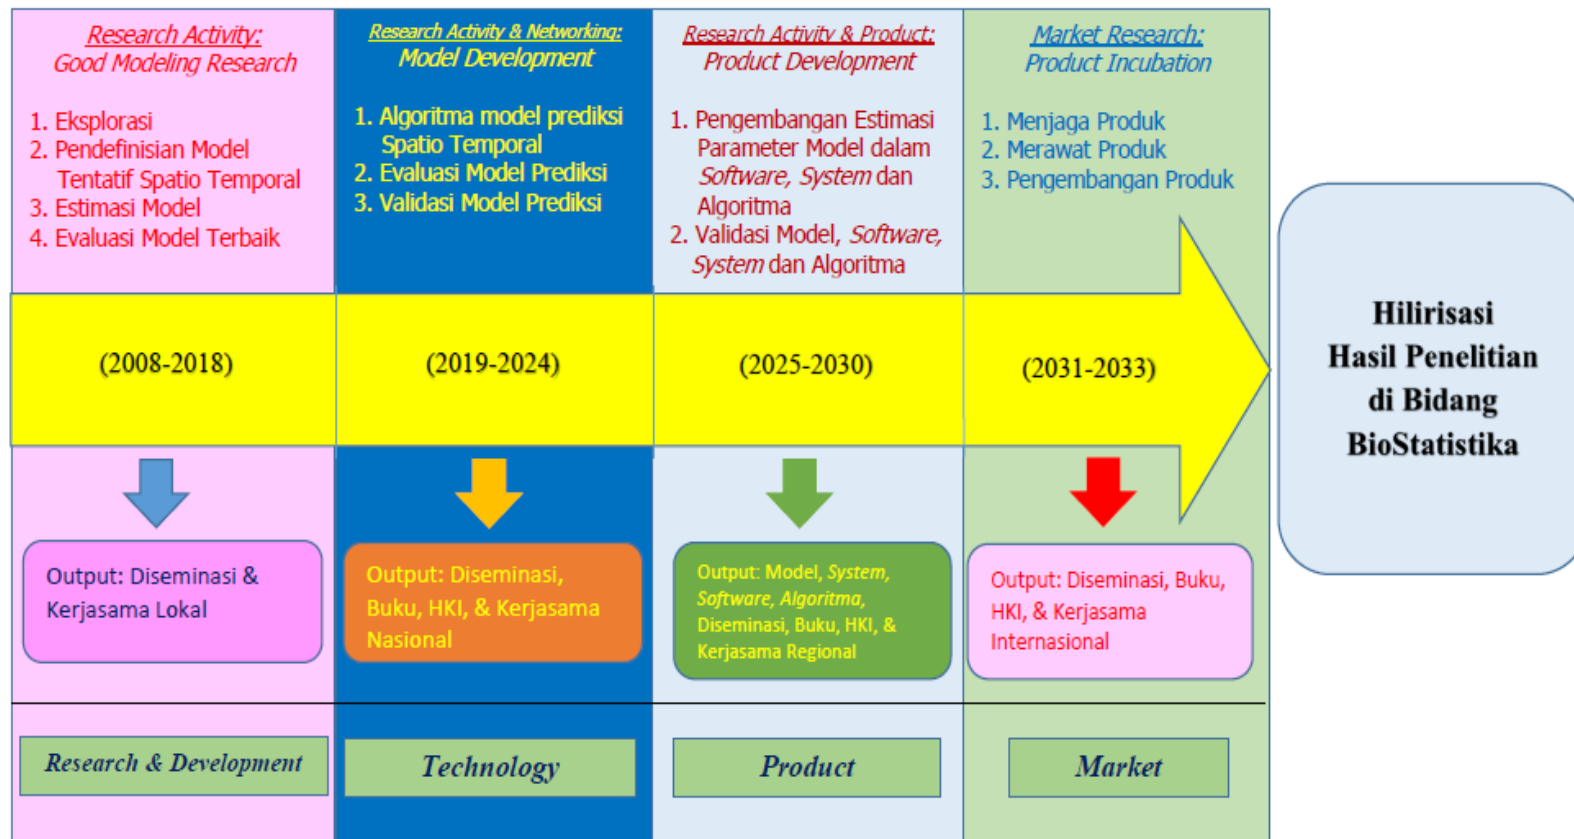 Research Activity:
Good Modeling Research
1. Eksplorasi
2. Pendefinisian Model
Tentatif Spatio Temporal
3. Estimasi Model
4. Evaluasi Model Terbaik
Research Activity & Networking:
Model Development
1. Algoritma model prediksi
Spatio Temporal
2. Evaluasi Model Prediksi
3. Validasi Model Prediksi
Research Activity & Product:
Product Development
1. Pengembangan Estimasi
Parameter Model dalam
Software, System dan
Algoritma
2. Validasi Model, Software,
System dan Algoritma
Market Research:
Product Incubation
1. Menjaga Produk
2. Merawat Produk
3. Pengembangan Produk
(2008-2018)
(2019-2024)
(2025-2030)
(2031-2033)
Hilirisasi
Hasil Penelitian
di Bidang
BioStatistika
Output: Diseminasi &
Kerjasama Lokal
Output: Diseminasi,
Buku, HKI, & Kerjasama
Nasional
Output: Model, System,
Software, Algoritma,
Diseminasi, Buku, HKI, &
Kerjasama Regional
Output: Diseminasi, Buku,
HKI, & Kerjasama
Internasional
Research & Development
Technology
Product
Market